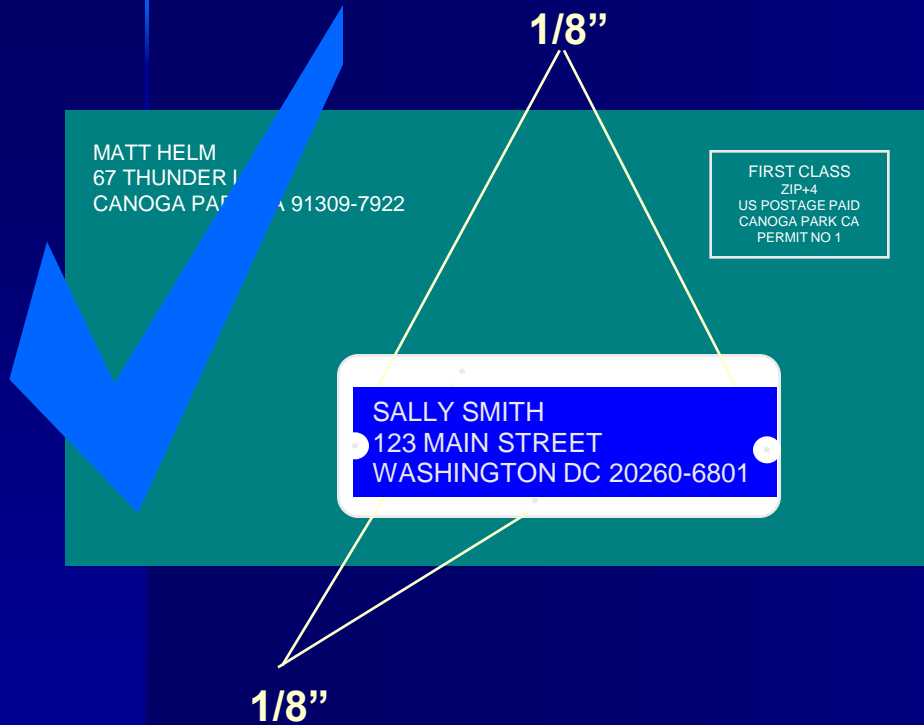 1/8”
MATT HELM
67 THUNDER
CANOGA A 91309-7922
FIRST CLASS
ZIP+4
US POSTAGE PAID
CANOGA PARK CA
PERMIT NO 1
SALLY SMITH
123 MAIN STREET
WASHINGTON DC 20260-6801
1/8”